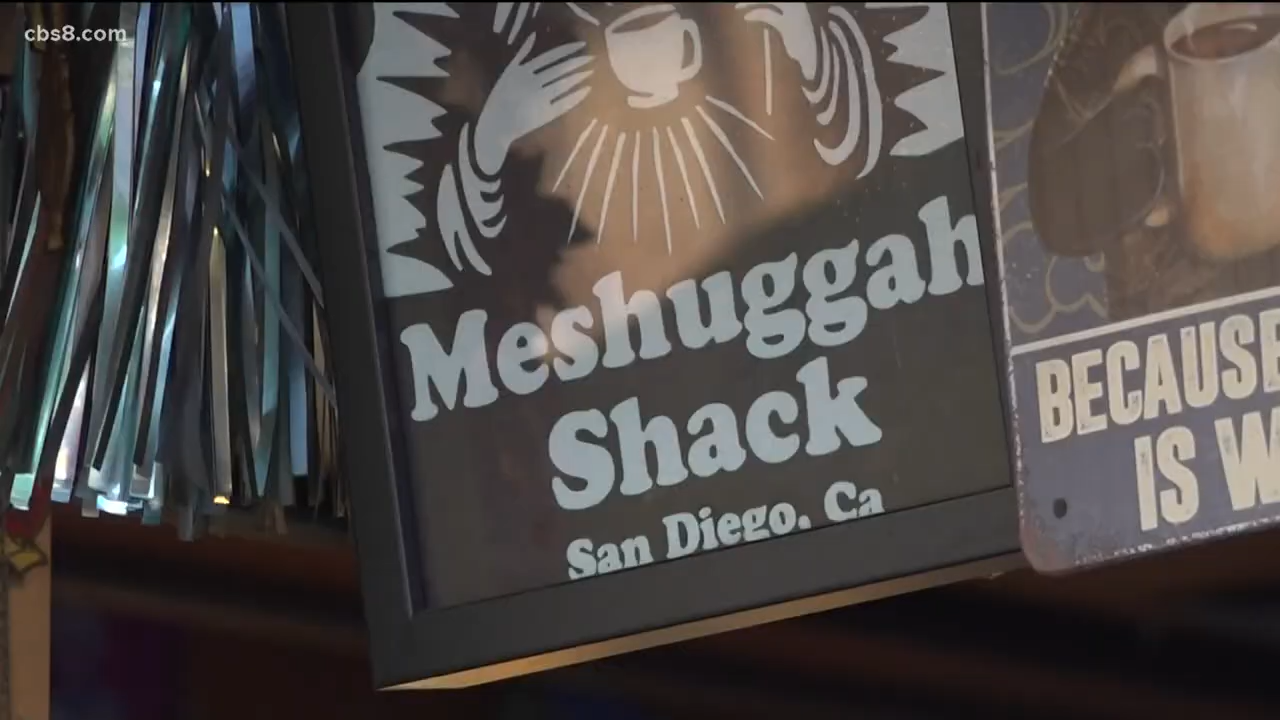 cbs8.com
Meshuggah
Shack
San Diego, Ca
BECAUSE
IS